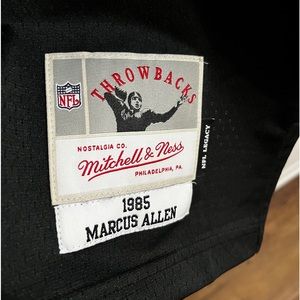 THROWBACKS
NFL
NOSTALGIA CO.
Mitchell & Ness
PHILADELPHIA, PA.
NFL LEGACY
1985
MARCUS ALLEN